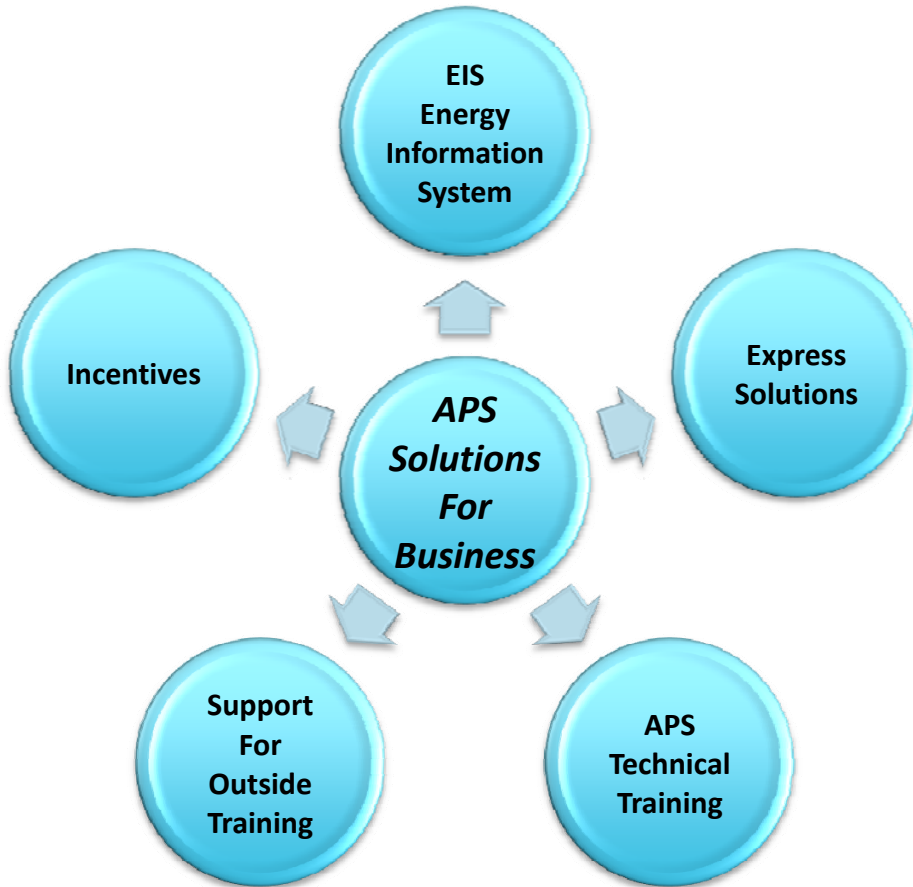 EIS
Energy
Information
System
Incentives
Express
Solutions
APS
Solutions
For
Business
Support
For
Outside
Training
APS
Technical
Training